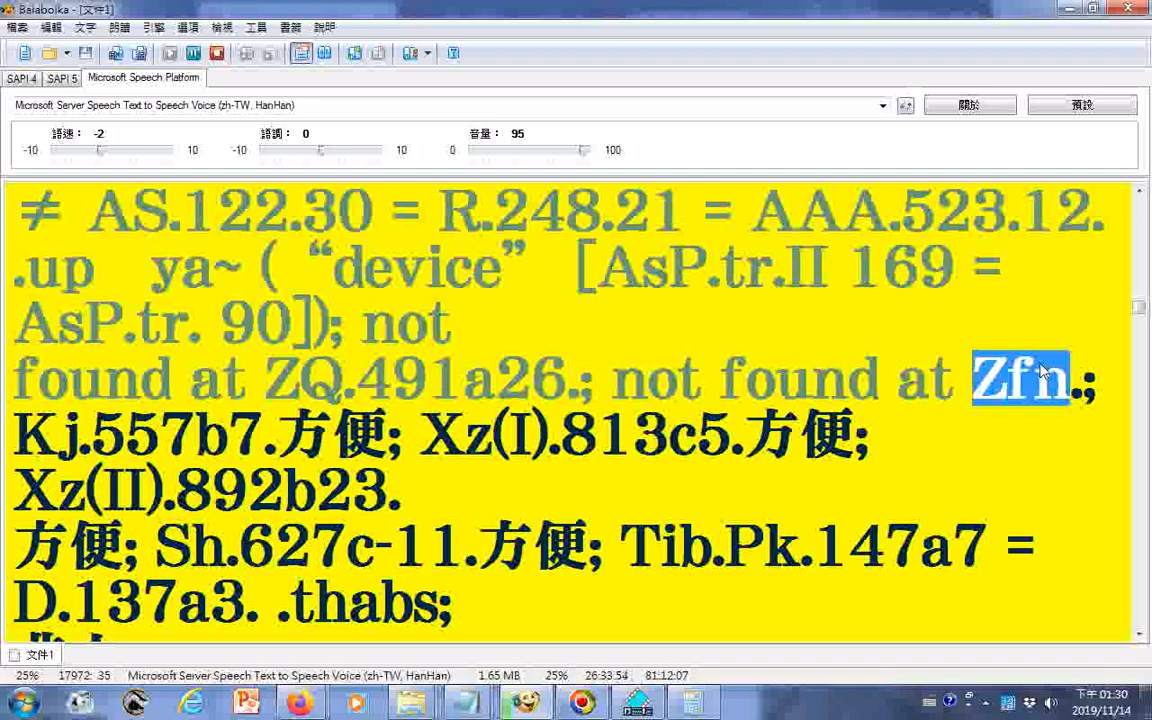 Balabolka - [文件1]
檔案 編輯 文字 朗讀 引擎 選項 檢視 工具 書籤 說明
SAPI 4 SAPI 5 Microsoft Speech Platform
Microsoft Server Speech Text to Speech Voice (zh-TW, HanHan) 關於 預設
語速： -2 語調： 0 音量： 95
-10 10 -10 10 0 100
≠ AS.122.30 = R.248.21 = AAA.523.12.
.up ya~ ( “device” [AsP.tr.II 169 =
AsP.tr. 90]); not
found at ZQ.491a26.; not found at Zfn.;
Kj.557b7.方便; Xz(I).813c5.方便;
Xz(II).892b23.
方便; Sh.627c-11.方便; Tib.Pk.147a7 =
D.137a3. .thabs;
文件1
25% 17972: 35 Microsoft Server Speech Text to Speech Voice (zh-TW, HanHan) 1.65 MB 25% 26:33:54 81:12:07
下午 01:30
2019/11/14